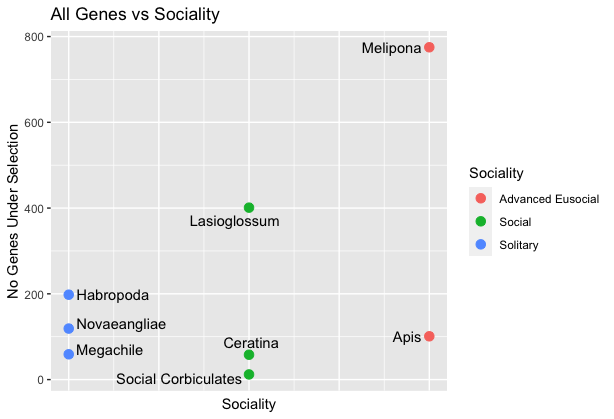 All Genes vs Sociality
800
600
400
200
0
No Genes Under Selection
Melipona
Lasioglossum
Habropoda
Novaeangliae
Megachile
Ceratina
Apis
Social Corbiculates
Sociality
Sociality
Advanced Eusocial
Social
Solitary